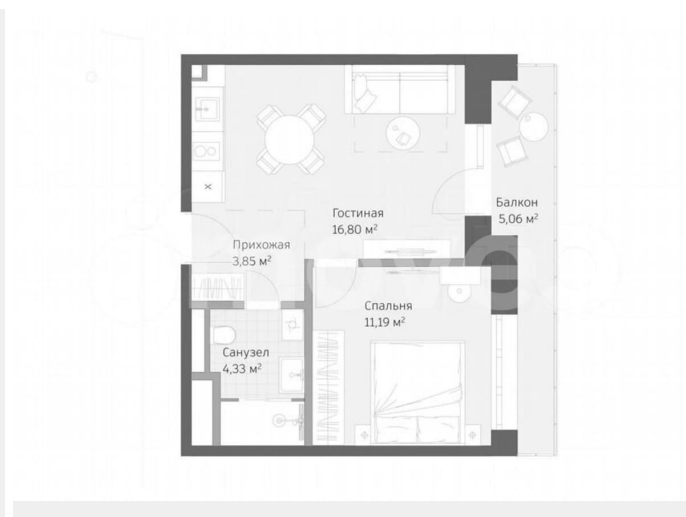 Гостиная
16,80 м²
Балкон
5,06 м²
Прихожая
3,85 м²
Спальня
11,19 м²
Санузел
4,33 м²
X